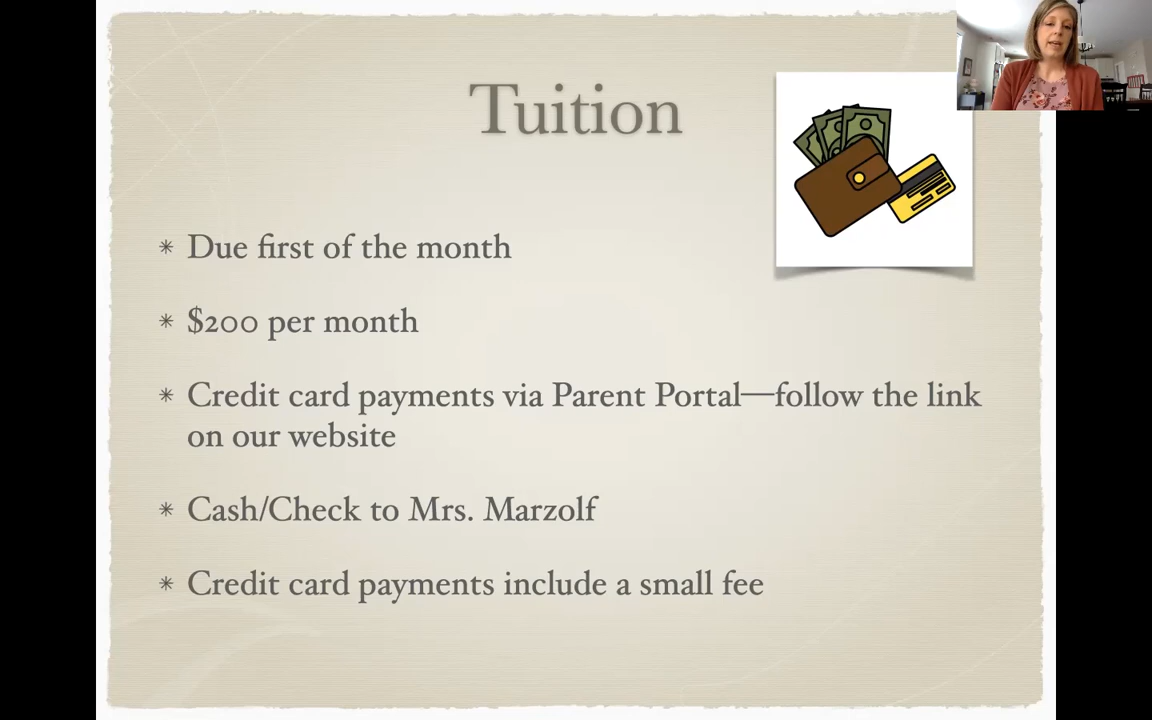 Tuition
Due first of the month
$200 per month
Credit card payments via Parent Portal—follow the link
on our website
Cash/Check to Mrs. Marzolf
Credit card payments include a small fee